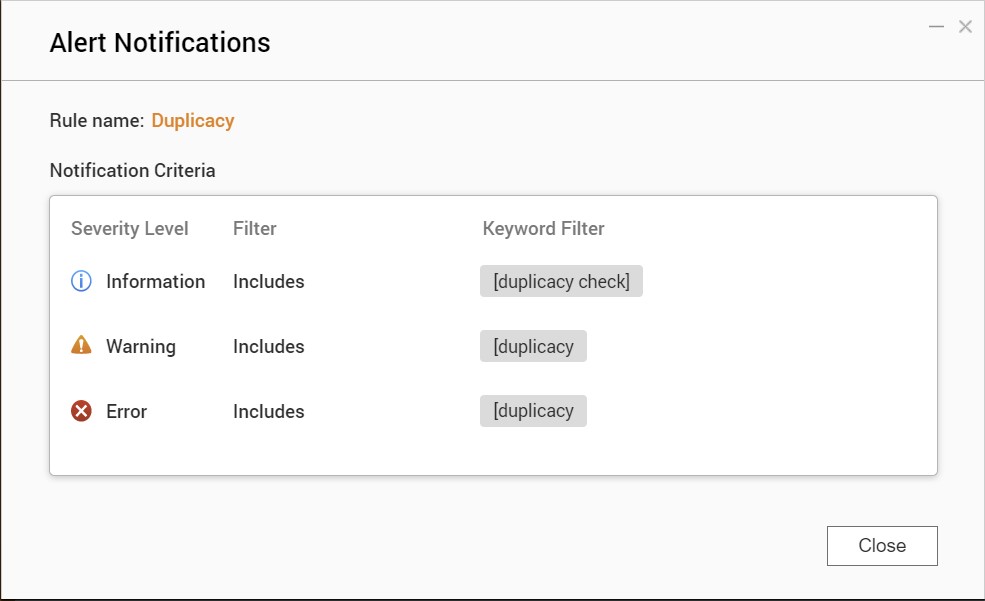 Alert Notifications
Rule name: Duplicacy
Notification Criteria
Severity Level Filter Keyword Filter
Information Includes [duplicacy check]
Warning Includes [duplicacy
Error Includes [duplicacy
Close